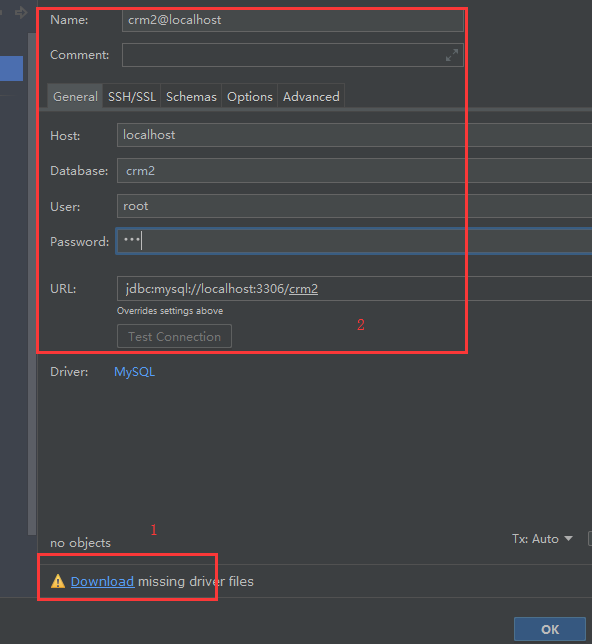 Name: crm2@localhost
Comment:
General SSH/SSL Schemas Options Advanced
Host: localhost
Database: crm2
User: root
Password: •••
URL: jdbc:mysql://localhost:3306/crm2
Overrides settings above
2
Test Connection
Driver: MySQL
1
no objects
Tx: Auto
Download missing driver files
OK